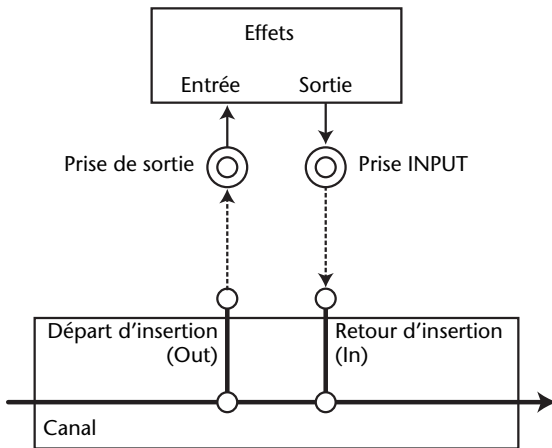 Effets
Entrée Sortie
Prise de sortie Prise INPUT
Départ d’insertion
(Out)
Retour d’insertion
(In)
Canal